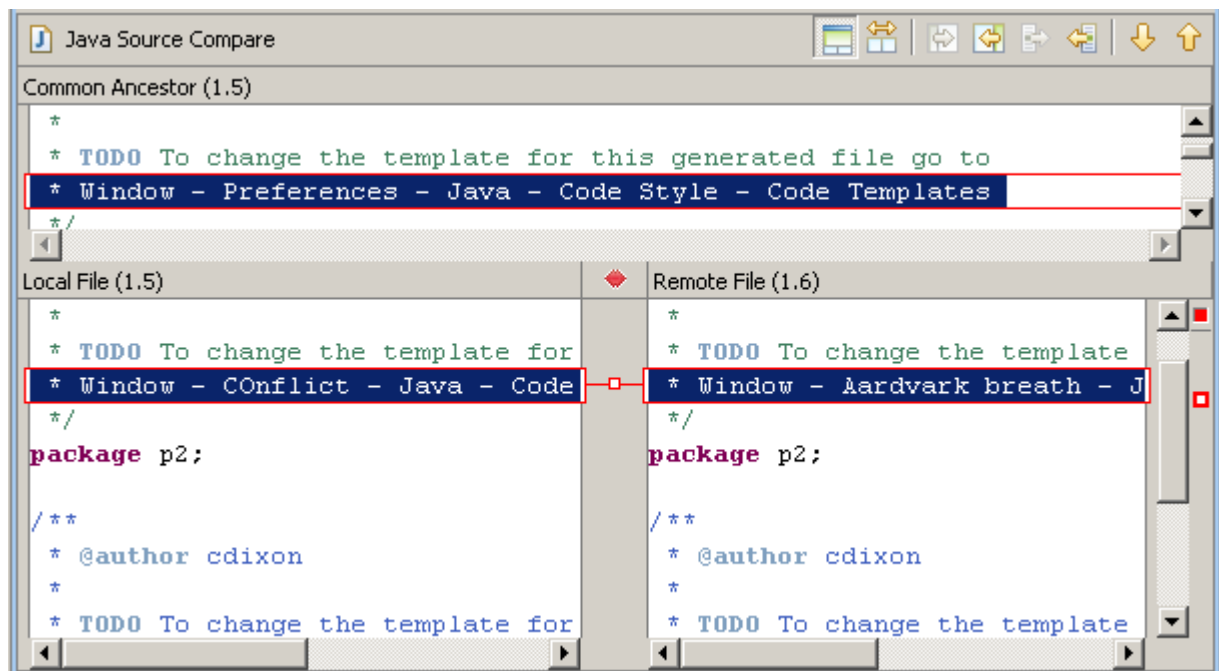 Java Source Compare
Common Ancestor (1.5)
*
* TODO To change the template for this generated file go to
* Window - Preferences - Java - Code Style - Code Templates
*/
Local File (1.5)
*
* TODO To change the template for
* Window - COnflict - Java - Code
*/
package p2;
/**
* @author cdixon
*
* TODO To change the template for
Remote File (1.6)
*
* TODO To change the template
* Window - Aardvark breath - J
*/
package p2;
/**
* @author cdixon
*
* TODO To change the template